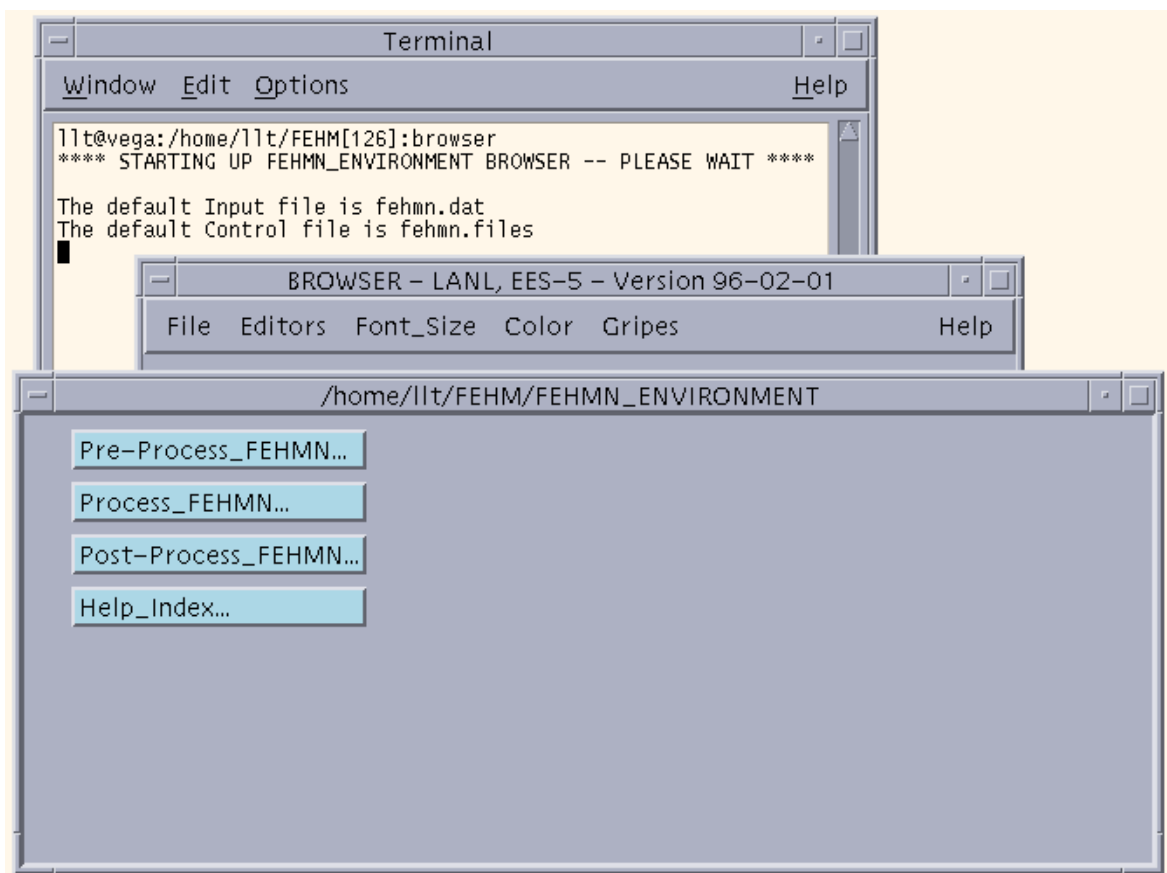 Terminal
Window Edit Options Help
llt@vega:/home/llt/FEHM[126]:browser
**** STARTING UP FEHMN_ENVIRONMENT BROWSER -- PLEASE WAIT ****
The default Input file is fehmn.dat
The default Control file is fehmn.files
BROWSER – LANL, EES–5 – Version 96–02–01
File Editors Font_Size Color Gripes Help
/home/llt/FEHM/FEHMN_ENVIRONMENT
Pre–Process_FEHMN...
Process_FEHMN...
Post–Process_FEHMN...
Help_Index...